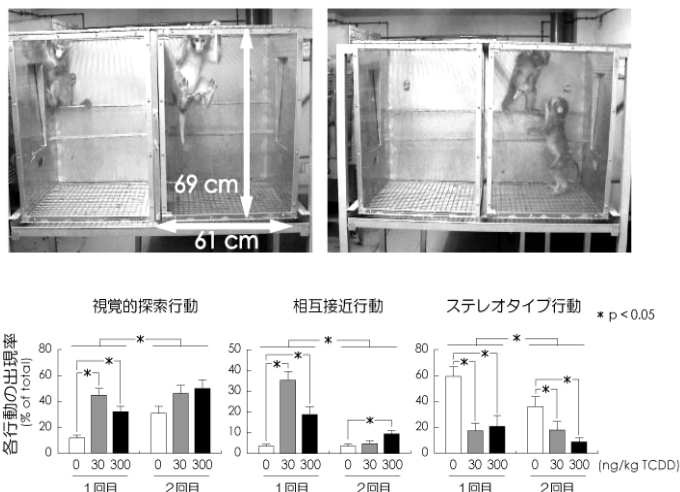 69 cm
61 cm
視覚的探索行動
相互接近行動
ステレオタイプ行動
* p < 0.05
各行動の出現率
(% of total)
80
60
40
20
0
*
*
*
0 30 300
0 30 300
1回目
2回目
50
40
30
20
10
0
*
*
*
*
0 30 300
0 30 300
1回目
2回目
80
60
40
20
0
*
*
*
*
*
0 30 300
0 30 300
(ng/kg TCDD)
1回目
2回目